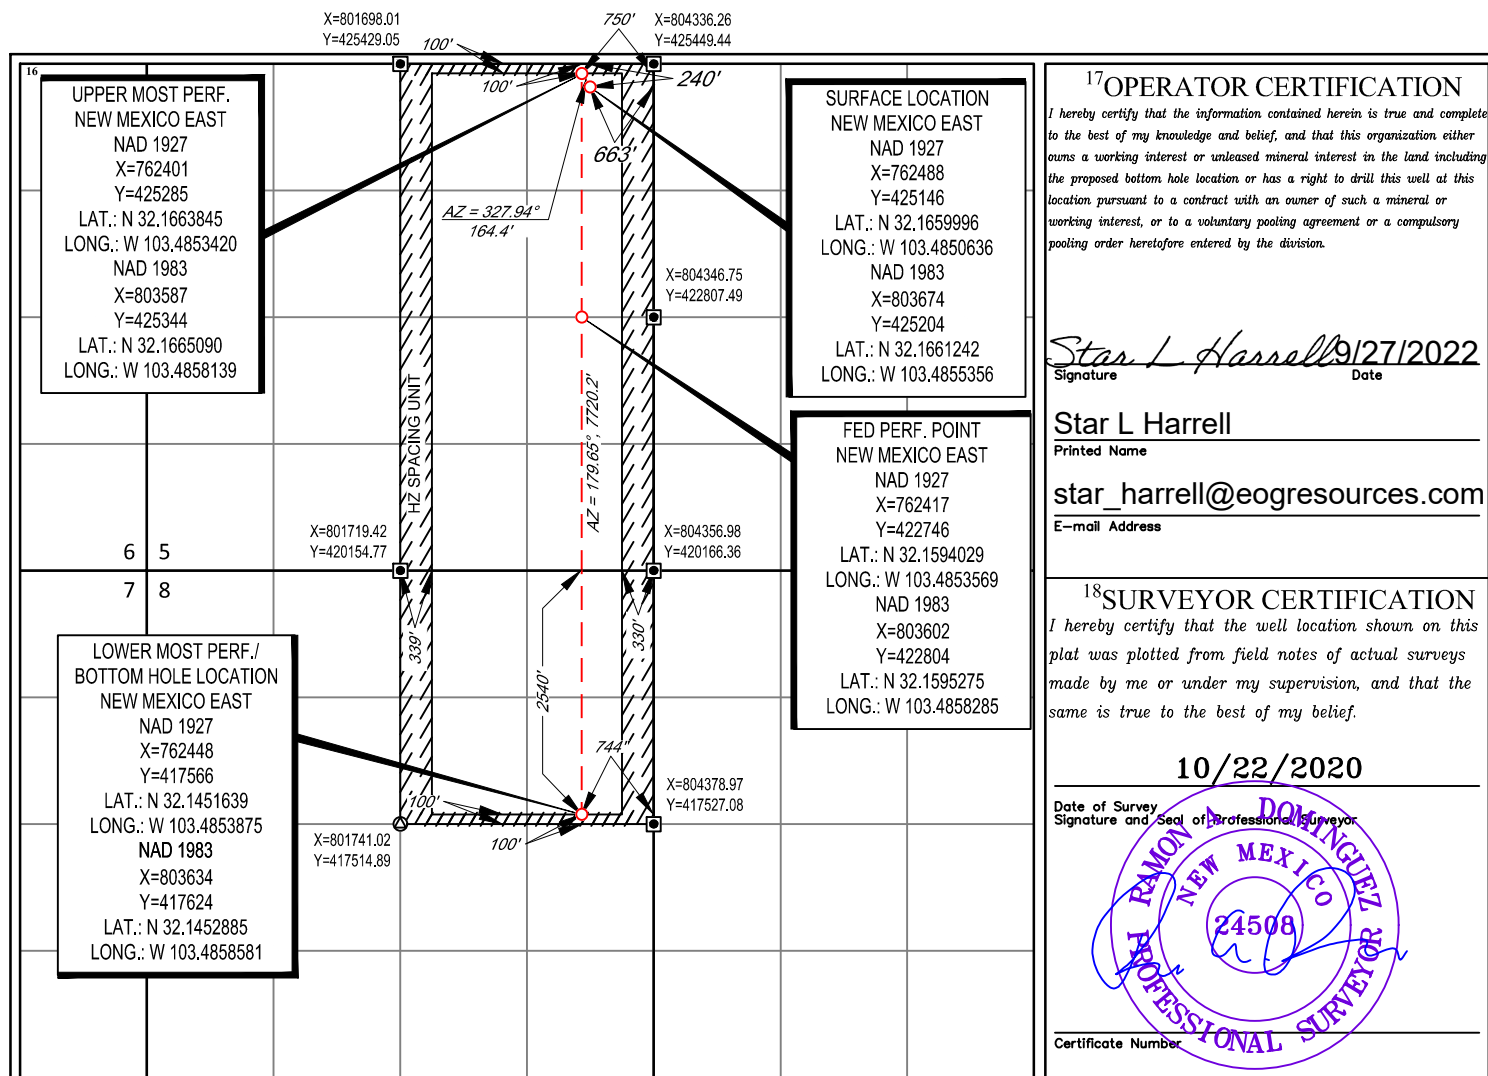 X=801698.01
Y=425429.05
100'
750'
X=804336.26
Y=425449.44
16
100'
240'
663'
UPPER MOST PERF.
NEW MEXICO EAST
NAD 1927
X=762401
Y=425285
LAT.: N 32.1663845
LONG.: W 103.4853420
NAD 1983
X=803587
Y=425344
LAT.: N 32.1665090
LONG.: W 103.4858139
AZ = 327.94°
164.4'
SURFACE LOCATION
NEW MEXICO EAST
NAD 1927
X=762488
Y=425146
LAT.: N 32.1659996
LONG.: W 103.4850636
NAD 1983
X=803674
Y=425204
LAT.: N 32.1661242
LONG.: W 103.4855356
X=804346.75
Y=422807.49
HZ SPACING UNIT
AZ = 179.65°, 7720.2'
FED PERF. POINT
NEW MEXICO EAST
NAD 1927
X=762417
Y=422746
LAT.: N 32.1594029
LONG.: W 103.4853569
NAD 1983
X=803602
Y=422804
LAT.: N 32.1595275
LONG.: W 103.4858285
X=801719.42
Y=420154.77
X=804356.98
Y=420166.36
6 5
7 8
339'
330'
2540'
744'
LOWER MOST PERF./
BOTTOM HOLE LOCATION
NEW MEXICO EAST
NAD 1927
X=762448
Y=417566
LAT.: N 32.1451639
LONG.: W 103.4853875
NAD 1983
X=803634
Y=417624
LAT.: N 32.1452885
LONG.: W 103.4858581
100'
100'
X=804378.97
Y=417527.08
X=801741.02
Y=417514.89
17OPERATOR CERTIFICATION
I hereby certify that the information contained herein is true and complete
to the best of my knowledge and belief, and that this organization either
owns a working interest or unleased mineral interest in the land including
the proposed bottom hole location or has a right to drill this well at this
location pursuant to a contract with an owner of such a mineral or
working interest, or to a voluntary pooling agreement or a compulsory
pooling order heretofore entered by the division.
Star L Harrell 9/27/2022
Signature Date
Star L Harrell
Printed Name
star_harrell@eogresources.com
E-mail Address
18SURVEYOR CERTIFICATION
I hereby certify that the well location shown on this
plat was plotted from field notes of actual surveys
made by me or under my supervision, and that the
same is true to the best of my belief.
10/22/2020
Date of Survey
Signature and Seal of Professional Surveyor
RAMON A. DOMINGUEZ
NEW MEXICO
24508
PROFESSIONAL SURVEYOR
Certificate Number